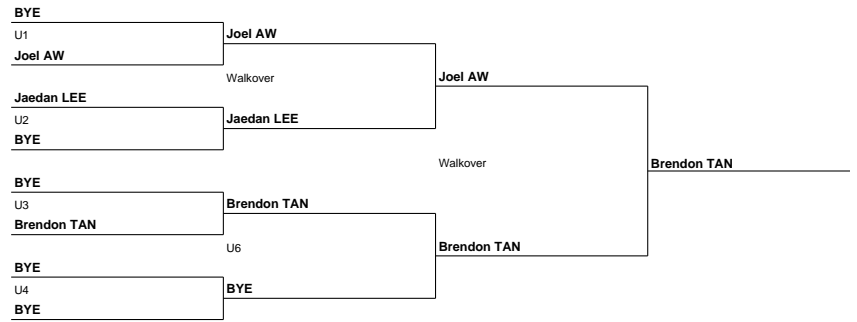 BYE
U1
Joel AW
Joel AW
Walkover
Joel AW
Jaedan LEE
U2
Jaedan LEE
BYE
Walkover
Brendon TAN
BYE
U3
Brendon TAN
Brendon TAN
U6
Brendon TAN
BYE
U4
BYE
BYE